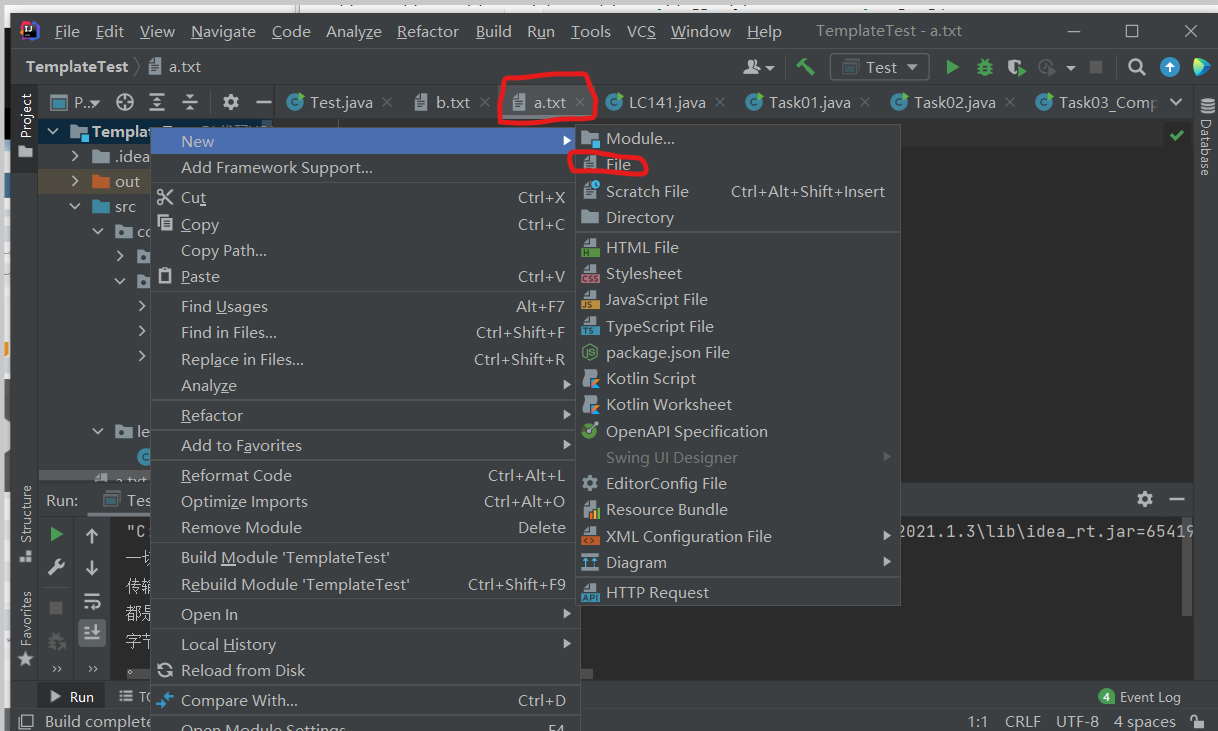 File Edit View Navigate Code Analyze Refactor Build Run Tools VCS Window Help TemplateTest - a.txt
TemplateTest a.txt Test
Project P... Test.java b.txt a.txt LC141.java Task01.java Task02.java Task03_Comp
Database
.idea
out
src
New
Add Framework Support...
Cut Ctrl+X
Copy Ctrl+C
Copy Path...
Paste Ctrl+V
Find Usages Alt+F7
Find in Files... Ctrl+Shift+F
Replace in Files... Ctrl+Shift+R
Analyze
Refactor
Add to Favorites
Reformat Code Ctrl+Alt+L
Optimize Imports Ctrl+Alt+O
Remove Module Delete
Build Module 'TemplateTest'
Rebuild Module 'TemplateTest' Ctrl+Shift+F9
Open In
Local History
Reload from Disk
Compare With... Ctrl+D
Open Module Settings F4
Module...
File
Scratch File Ctrl+Alt+Shift+Insert
Directory
HTML File
Stylesheet
JavaScript File
TypeScript File
package.json File
Kotlin Script
Kotlin Worksheet
OpenAPI Specification
Swing UI Designer
EditorConfig File
Resource Bundle
XML Configuration File
Diagram
HTTP Request
Structure
Favorites
Run: Tes
"C: 2021.1.3\lib\idea_rt.jar=65419
一切
传输
都是
字节
Run TO 4 Event Log
Build complete 1:1 CRLF UTF-8 4 spaces